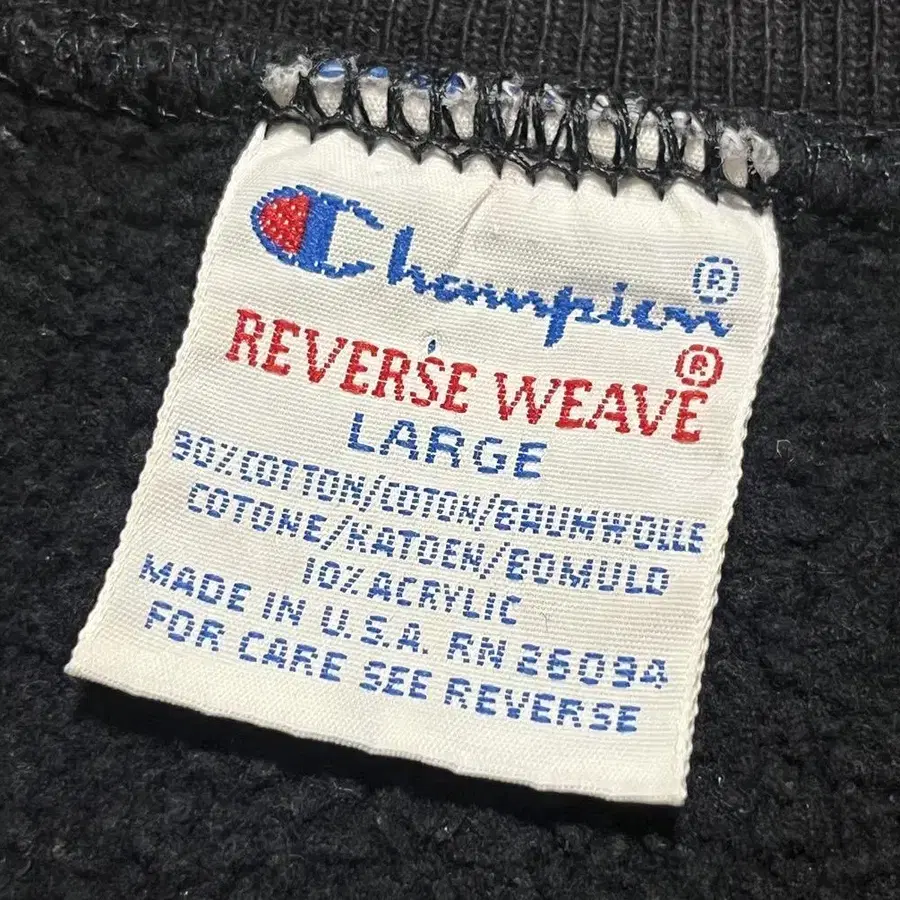 Champion®
REVERSE WEAVE®
LARGE
90% COTTON/COTON/BAUMWOLLE
COTONE/KATOEN/BOMULD
10% ACRYLIC
MADE IN U.S.A. RN 26094
FOR CARE SEE REVERSE